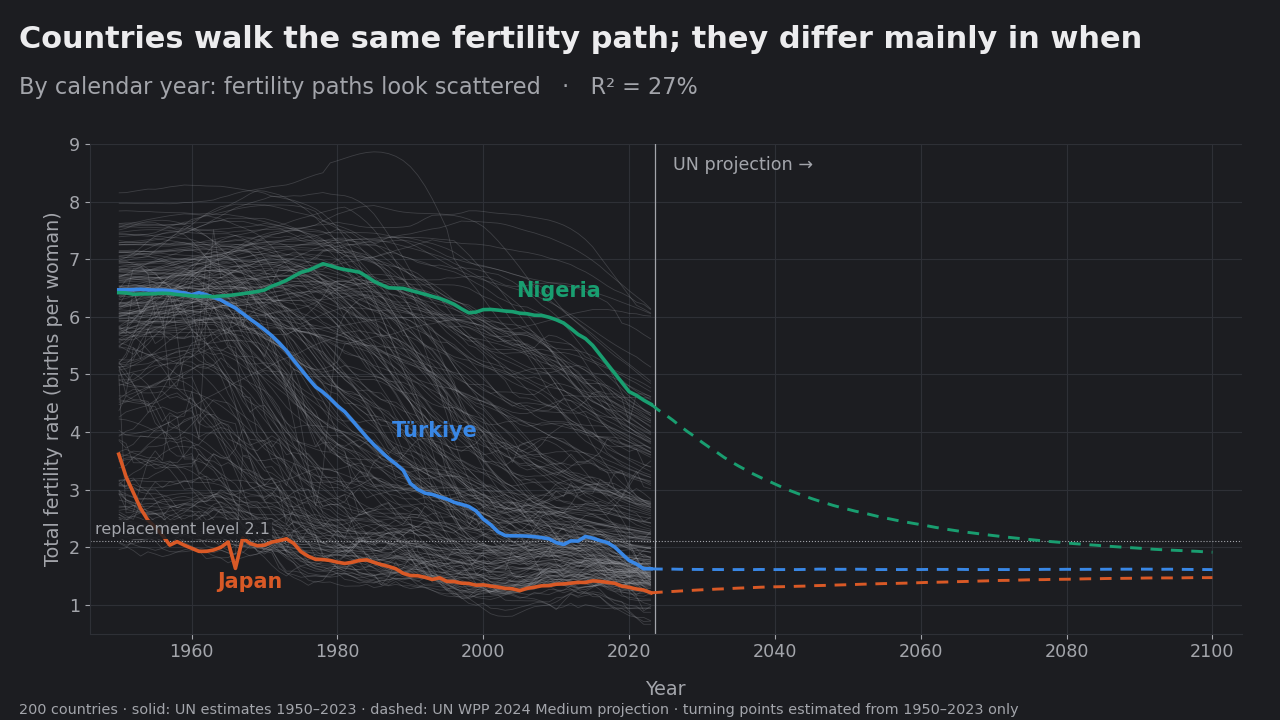 Countries walk the same fertility path; they differ mainly in when
By calendar year: fertility paths look scattered · R² = 27%
Total fertility rate (births per woman)
9
8
7
6
5
4
3
2
1
UN projection →
Nigeria
Türkiye
replacement level 2.1
Japan
1960 1980 2000 2020 2040 2060 2080 2100
Year
200 countries · solid: UN estimates 1950–2023 · dashed: UN WPP 2024 Medium projection · turning points estimated from 1950–2023 only